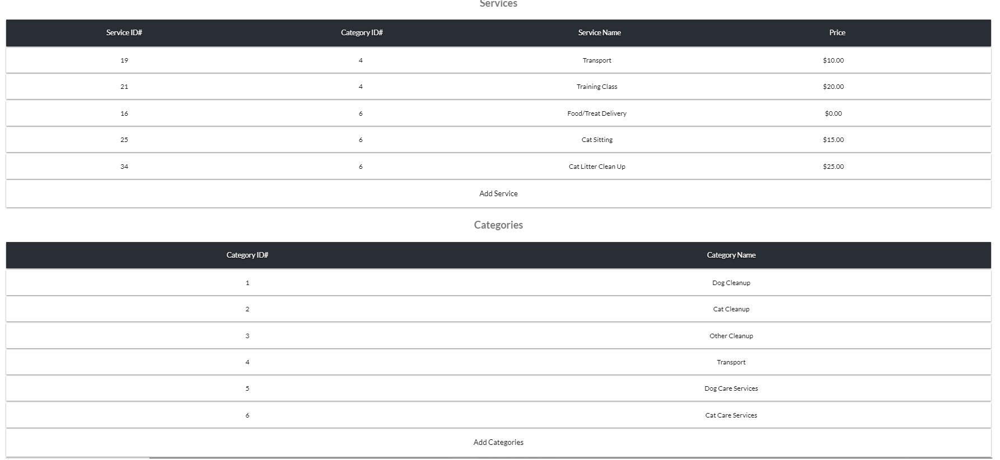 Services
Service ID# Category ID# Service Name Price
19 4 Transport $10.00
21 4 Training Class $20.00
16 6 Food/Treat Delivery $0.00
25 6 Cat Sitting $15.00
34 6 Cat Litter Clean Up $25.00
Add Service
Categories
Category ID# Category Name
1 Dog Cleanup
2 Cat Cleanup
3 Other Cleanup
4 Transport
5 Dog Care Services
6 Cat Care Services
Add Categories